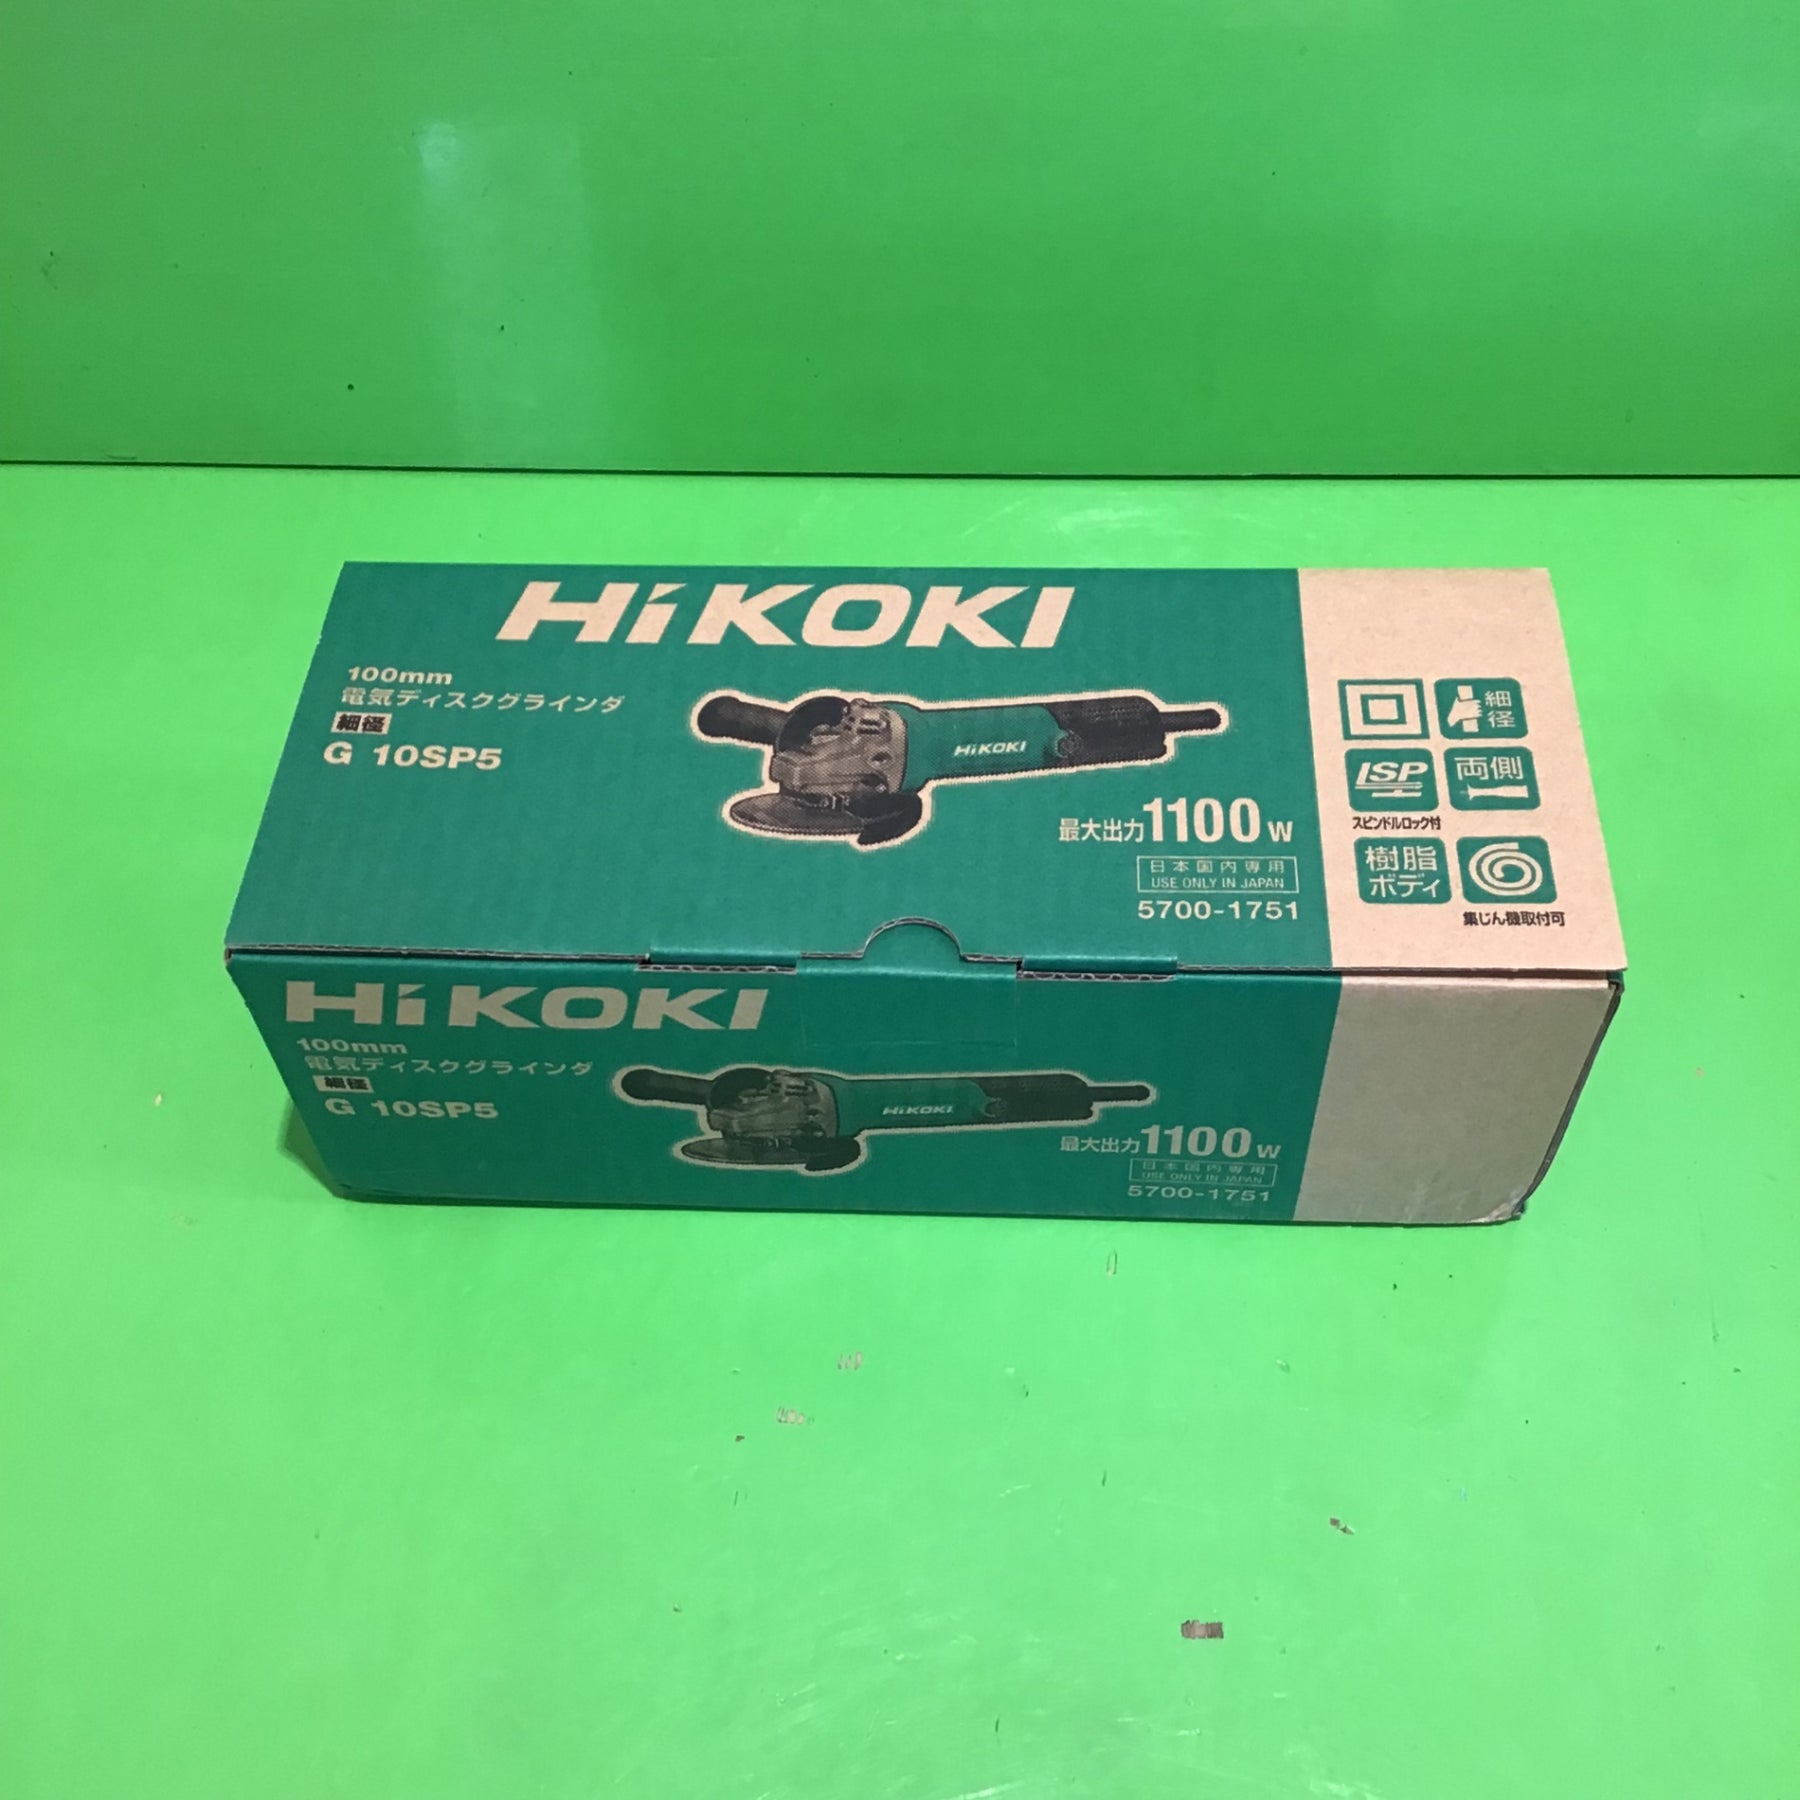 HiKOKI
100mm
電気ディスクグラインダ
細径
G 10SP5
HiKOKI
最大出力1100W
日本国内専用
USE ONLY IN JAPAN
5700-1751
細径
LSP
両側
スピンドルロック付
樹脂
ボディ
集じん機取付可
HiKOKI
100mm
電気ディスクグラインダ
細径
G 10SP5
HiKOKI
最大出力1100W
日本国内専用
USE ONLY IN JAPAN
5700-1751